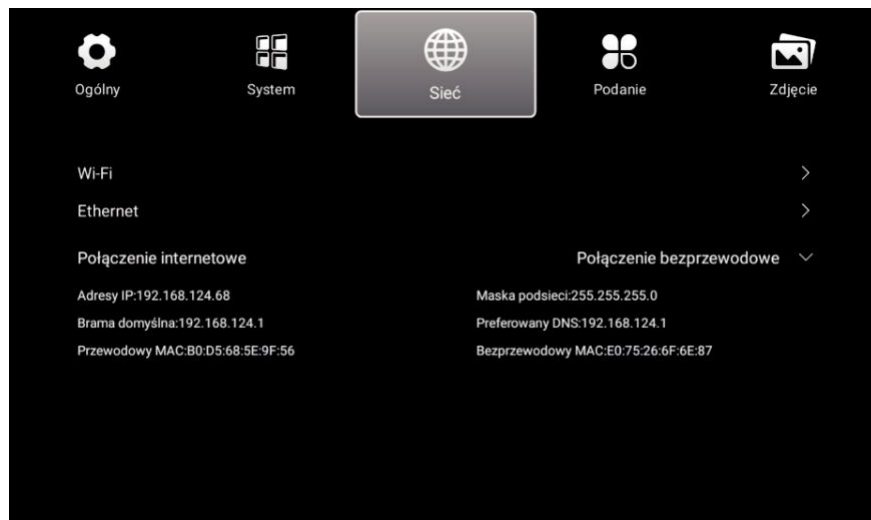 Ogólny System Sieć Podanie Zdjęcie
Wi-Fi
Ethernet
Połączenie internetowe Połączenie bezprzewodowe
Adresy IP:192.168.124.68 Maska podsieci:255.255.255.0
Brama domyślna:192.168.124.1 Preferowany DNS:192.168.124.1
Przewodowy MAC:B0:D5:68:5E:9F:56 Bezprzewodowy MAC:E0:75:26:6F:6E:87